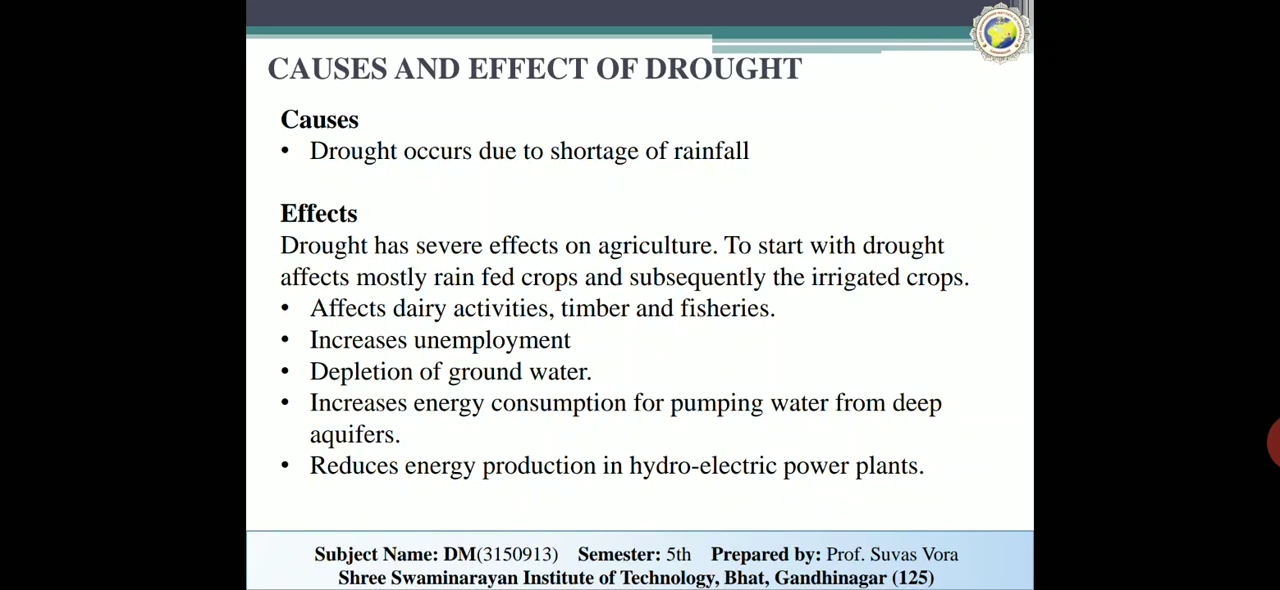 CAUSES AND EFFECT OF DROUGHT
Causes
• Drought occurs due to shortage of rainfall
Effects
Drought has severe effects on agriculture. To start with drought
affects mostly rain fed crops and subsequently the irrigated crops.
• Affects dairy activities, timber and fisheries.
• Increases unemployment
• Depletion of ground water.
• Increases energy consumption for pumping water from deep
aquifers.
• Reduces energy production in hydro-electric power plants.
Subject Name: DM(3150913) Semester: 5th Prepared by: Prof. Suvas Vora
Shree Swaminarayan Institute of Technology, Bhat, Gandhinagar (125)